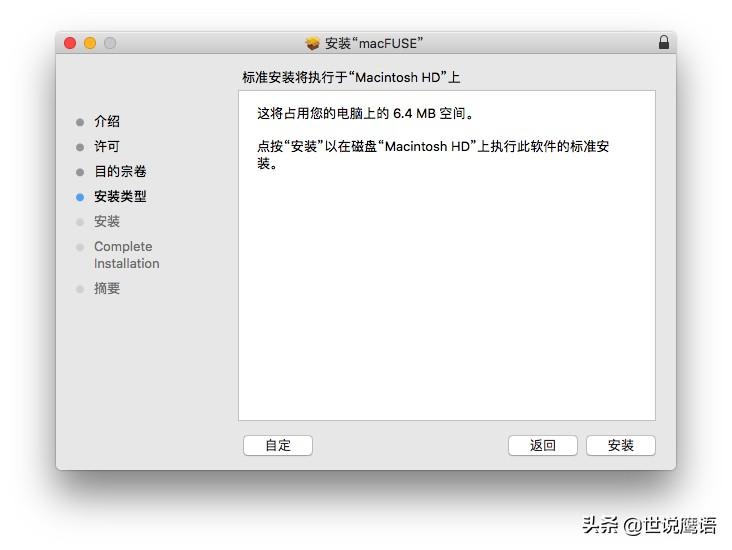 安装“macFUSE”
标准安装将执行于“Macintosh HD”上
介绍
许可
目的宗卷
安装类型
安装
Complete
Installation
摘要
这将占用您的电脑上的 6.4 MB 空间。
点按“安装”以在磁盘“Macintosh HD”上执行此软件的标准安
装。
自定
返回
安装
头条 @世说鹰语